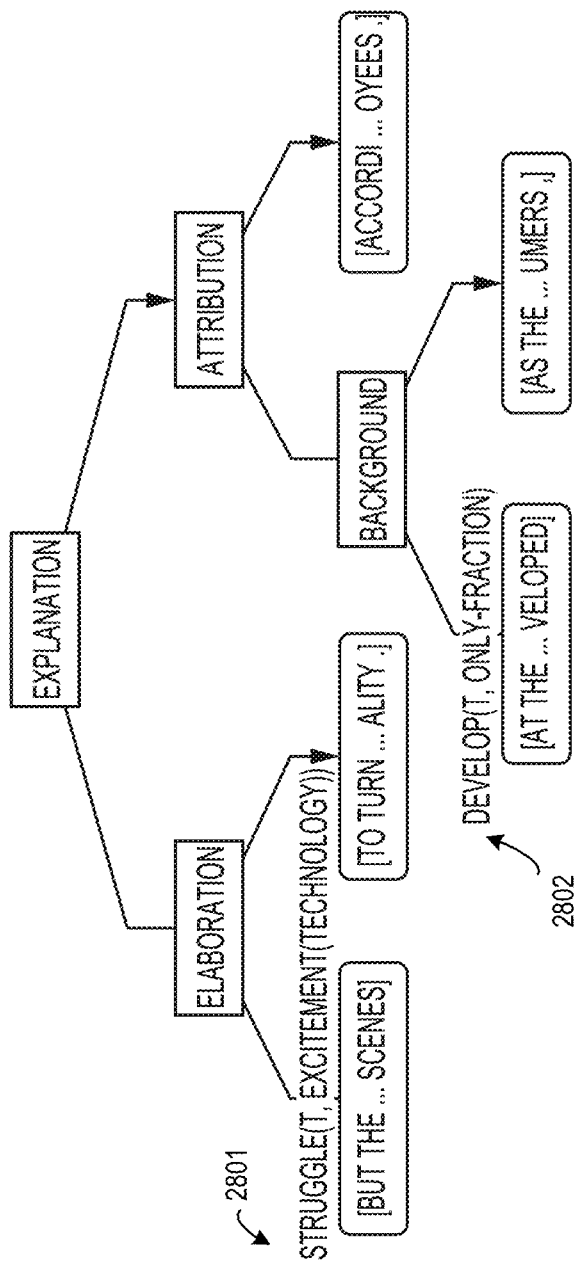 EXPLANATION
ELABORATION
ATTRIBUTION
2801
STRUGGLE(T, EXCITEMENT(TECHNOLOGY))
[BUT THE ... SCENES]
[TO TURN ... ALITY .]
BACKGROUND
[ACCORDI ... OYEES ,]
2802
DEVELOP(T, ONLY-FRACTION)
[AT THE ... VELOPED]
[AS THE ... UMERS ,]